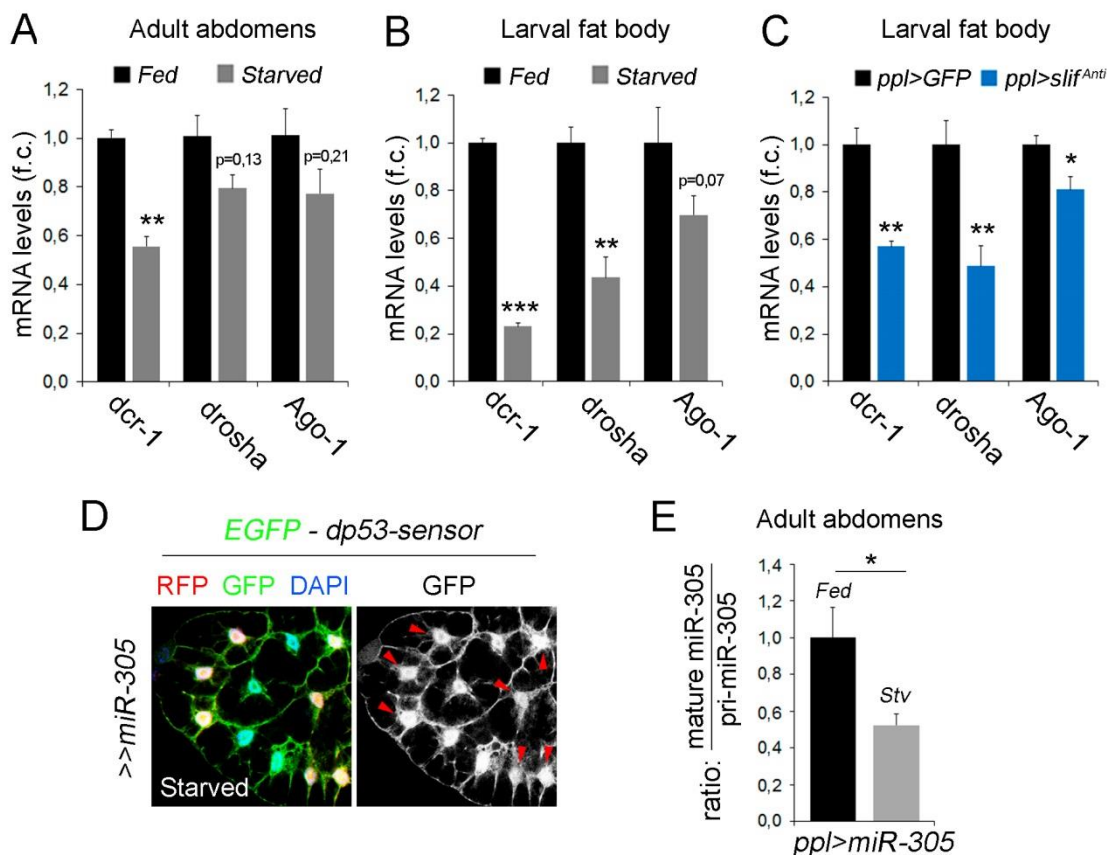 A Adult abdomens
Fed Starved
mRNA levels (f.c.)
1,2
1,0
0,8
0,6
0,4
0,2
0,0
**
p=0,13
p=0,21
dcr-1 drosha Ago-1
B Larval fat body
Fed Starved
mRNA levels (f.c.)
1,2
1,0
0,8
0,6
0,4
0,2
0,0
***
**
p=0,07
dcr-1 drosha Ago-1
C Larval fat body
ppl>GFP ppl>slifAnti
mRNA levels (f.c.)
1,2
1,0
0,8
0,6
0,4
0,2
0,0
**
**
*
dcr-1 drosha Ago-1
D
EGFP - dp53-sensor
RFP GFP DAPI GFP
>>miR-305
Starved
E Adult abdomens
ratio: mature miR-305
pri-miR-305
1,4
1,2
1,0
0,8
0,6
0,4
0,2
0,0
*
Fed
Stv
ppl>miR-305